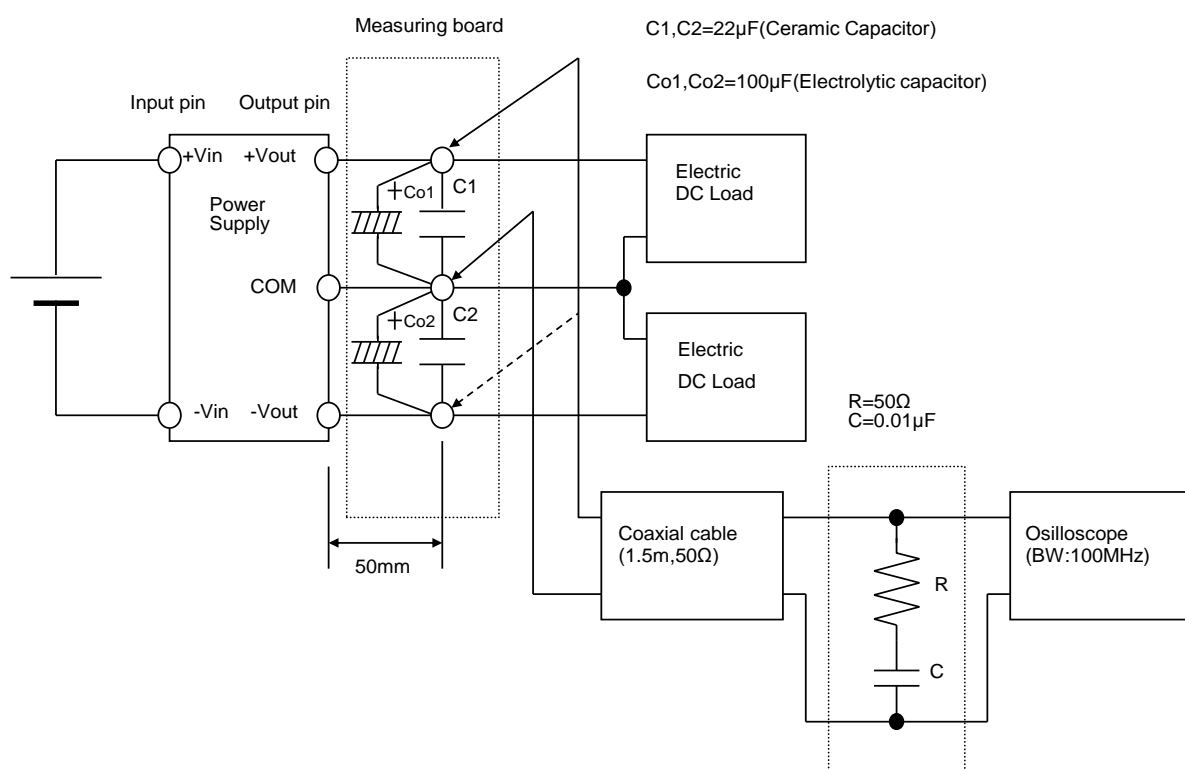 Measuring board
C1,C2=22µF(Ceramic Capacitor)
Co1,Co2=100µF(Electrolytic capacitor)
Input pin
Output pin
+Vin
+Vout
Power
Supply
COM
-Vin
-Vout
+Co1
C1
+Co2
C2
Electric
DC Load
Electric
DC Load
R=50Ω
C=0.01µF
50mm
Coaxial cable
(1.5m,50Ω)
R
C
Osilloscope
(BW:100MHz)